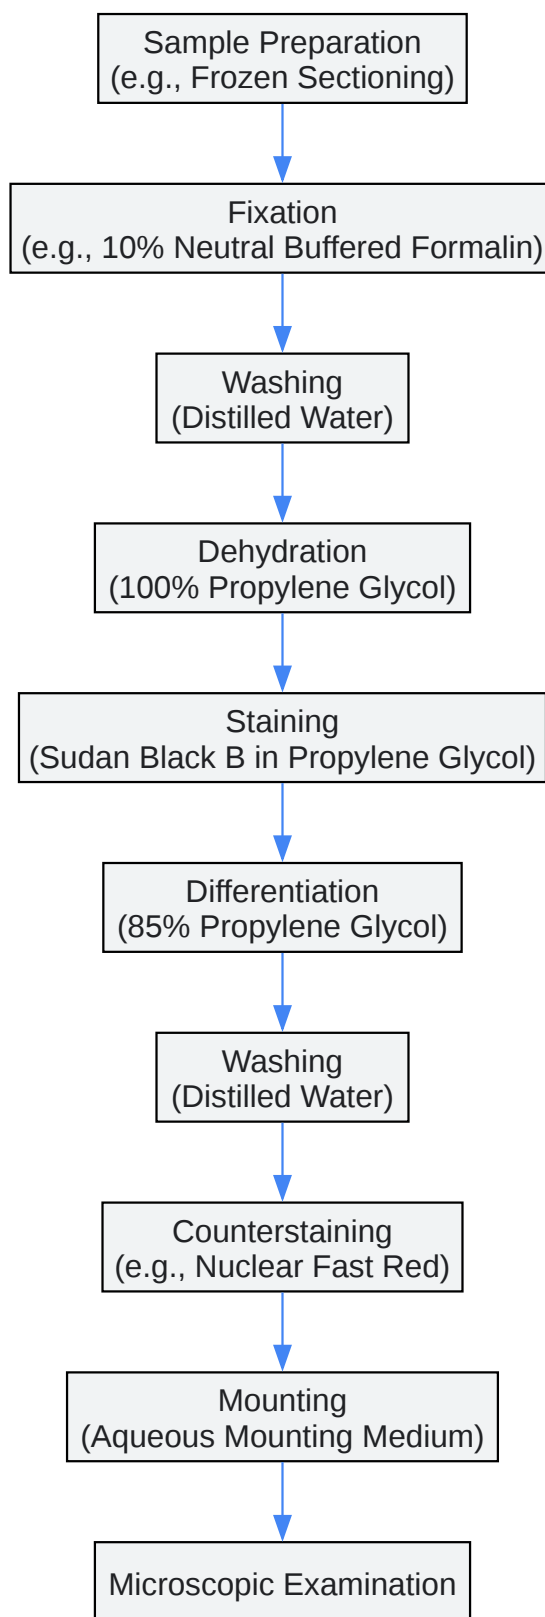 Sample Preparation
(e.g., Frozen Sectioning)
Fixation
(e.g., 10% Neutral Buffered Formalin)
Washing
(Distilled Water)
Dehydration
(100% Propylene Glycol)
Staining
(Sudan Black B in Propylene Glycol)
Differentiation
(85% Propylene Glycol)
Washing
(Distilled Water)
Counterstaining
(e.g., Nuclear Fast Red)
Mounting
(Aqueous Mounting Medium)
Microscopic Examination